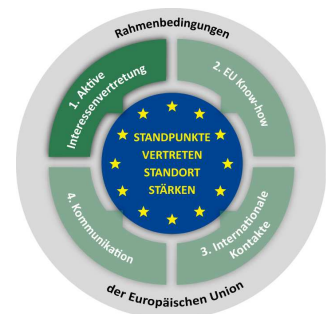 Rahmenbedingungen
1. Aktive
Interessenvertretung
2. EU Know-how
STANDPUNKTE
VERTRETEN
STANDORT
STÄRKEN
4. Kommunikation
3. Internationale
Kontakte
der Europäischen Union